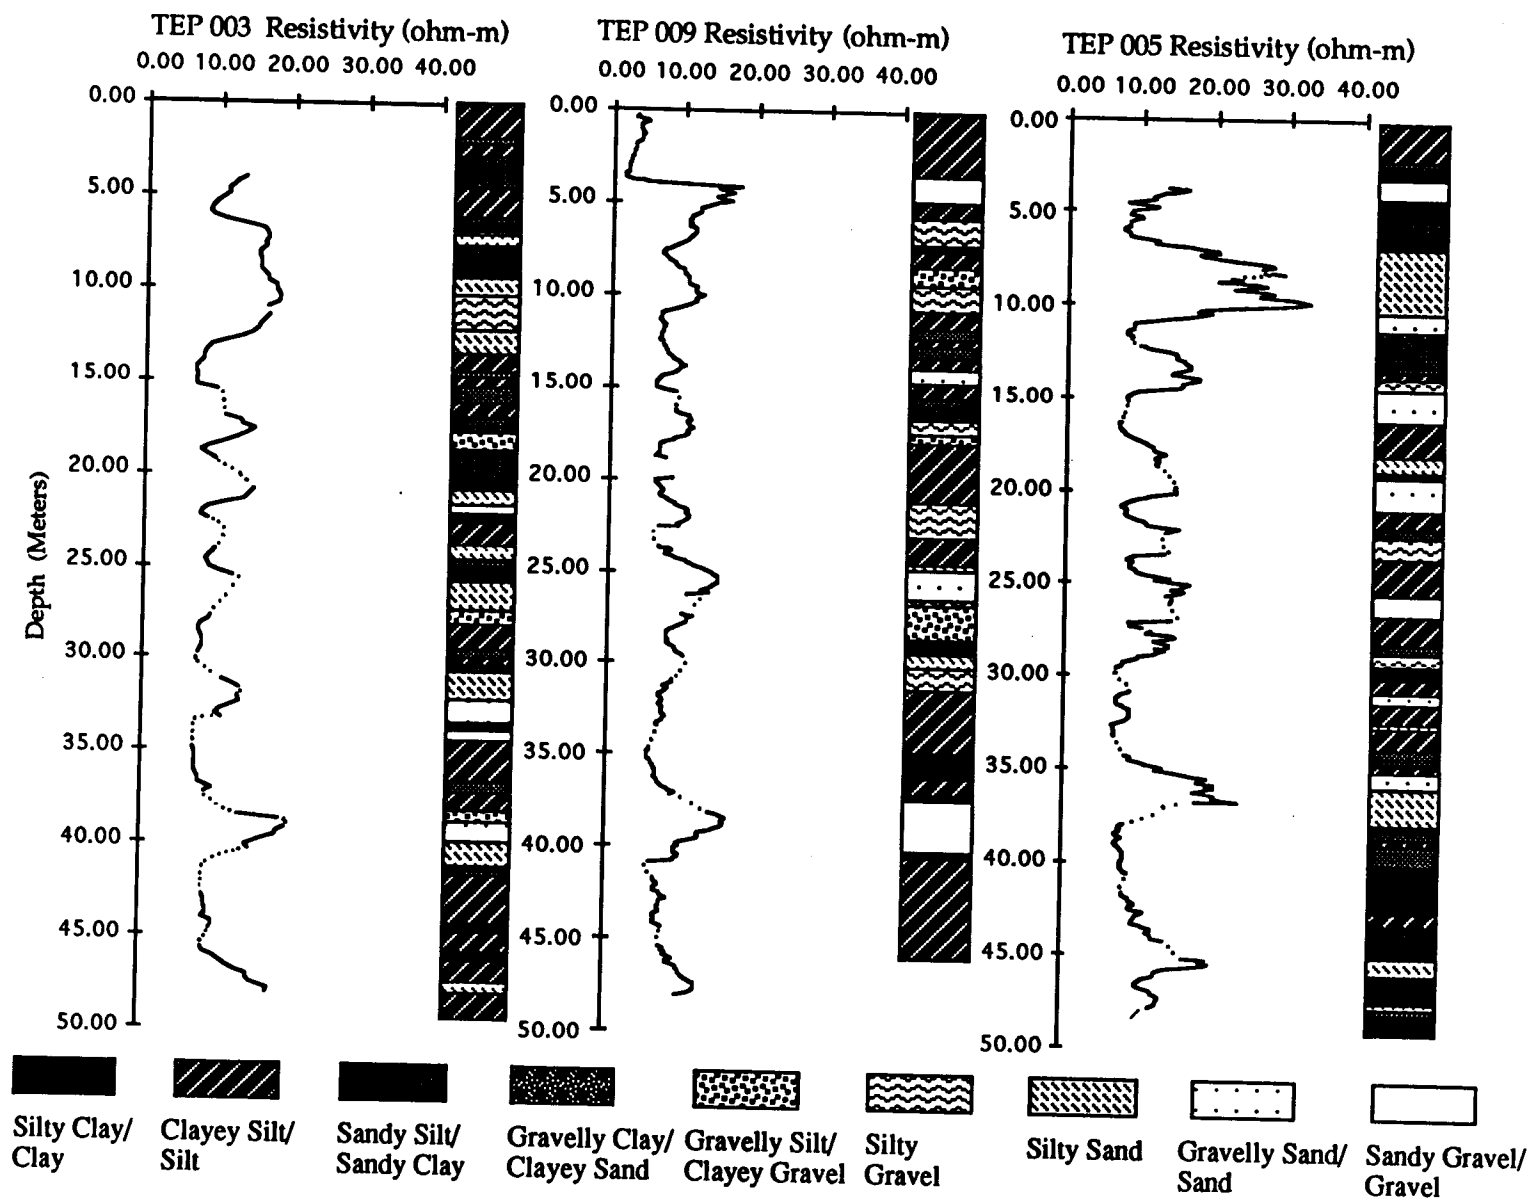 TEP 003 Resistivity (ohm-m)
0.00 10.00 20.00 30.00 40.00
0.00
5.00
10.00
15.00
20.00
25.00
30.00
35.00
40.00
45.00
50.00
Depth (Meters)
TEP 009 Resistivity (ohm-m)
0.00 10.00 20.00 30.00 40.00
0.00
5.00
10.00
15.00
20.00
25.00
30.00
35.00
40.00
45.00
50.00
TEP 005 Resistivity (ohm-m)
0.00 10.00 20.00 30.00 40.00
0.00
5.00
10.00
15.00
20.00
25.00
30.00
35.00
40.00
45.00
50.00
Silty Clay/
Clay
Clayey Silt/
Silt
Sandy Silt/
Sandy Clay
Gravelly Clay/
Clayey Sand
Gravelly Silt/
Clayey Gravel
Silty
Gravel
Silty Sand
Gravelly Sand/
Sand
Sandy Gravel/
Gravel